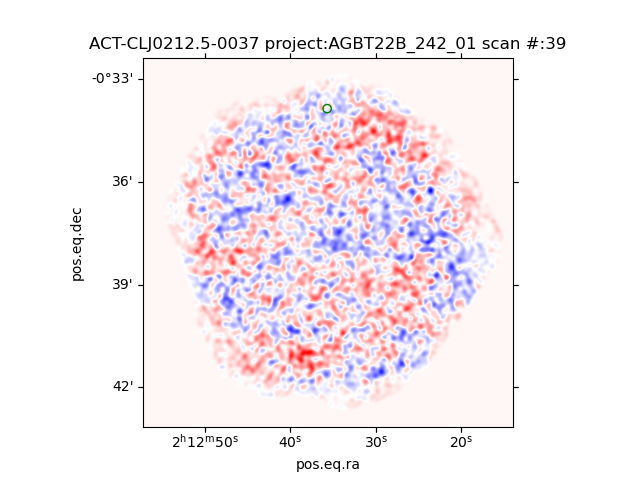 ACT-CLJ0212.5-0037 project:AGBT22B_242_01 scan #:39
-0°33'
36'
39'
42'
pos.eq.dec
2ʰ12ᵐ50ˢ 40ˢ 30ˢ 20ˢ
pos.eq.ra